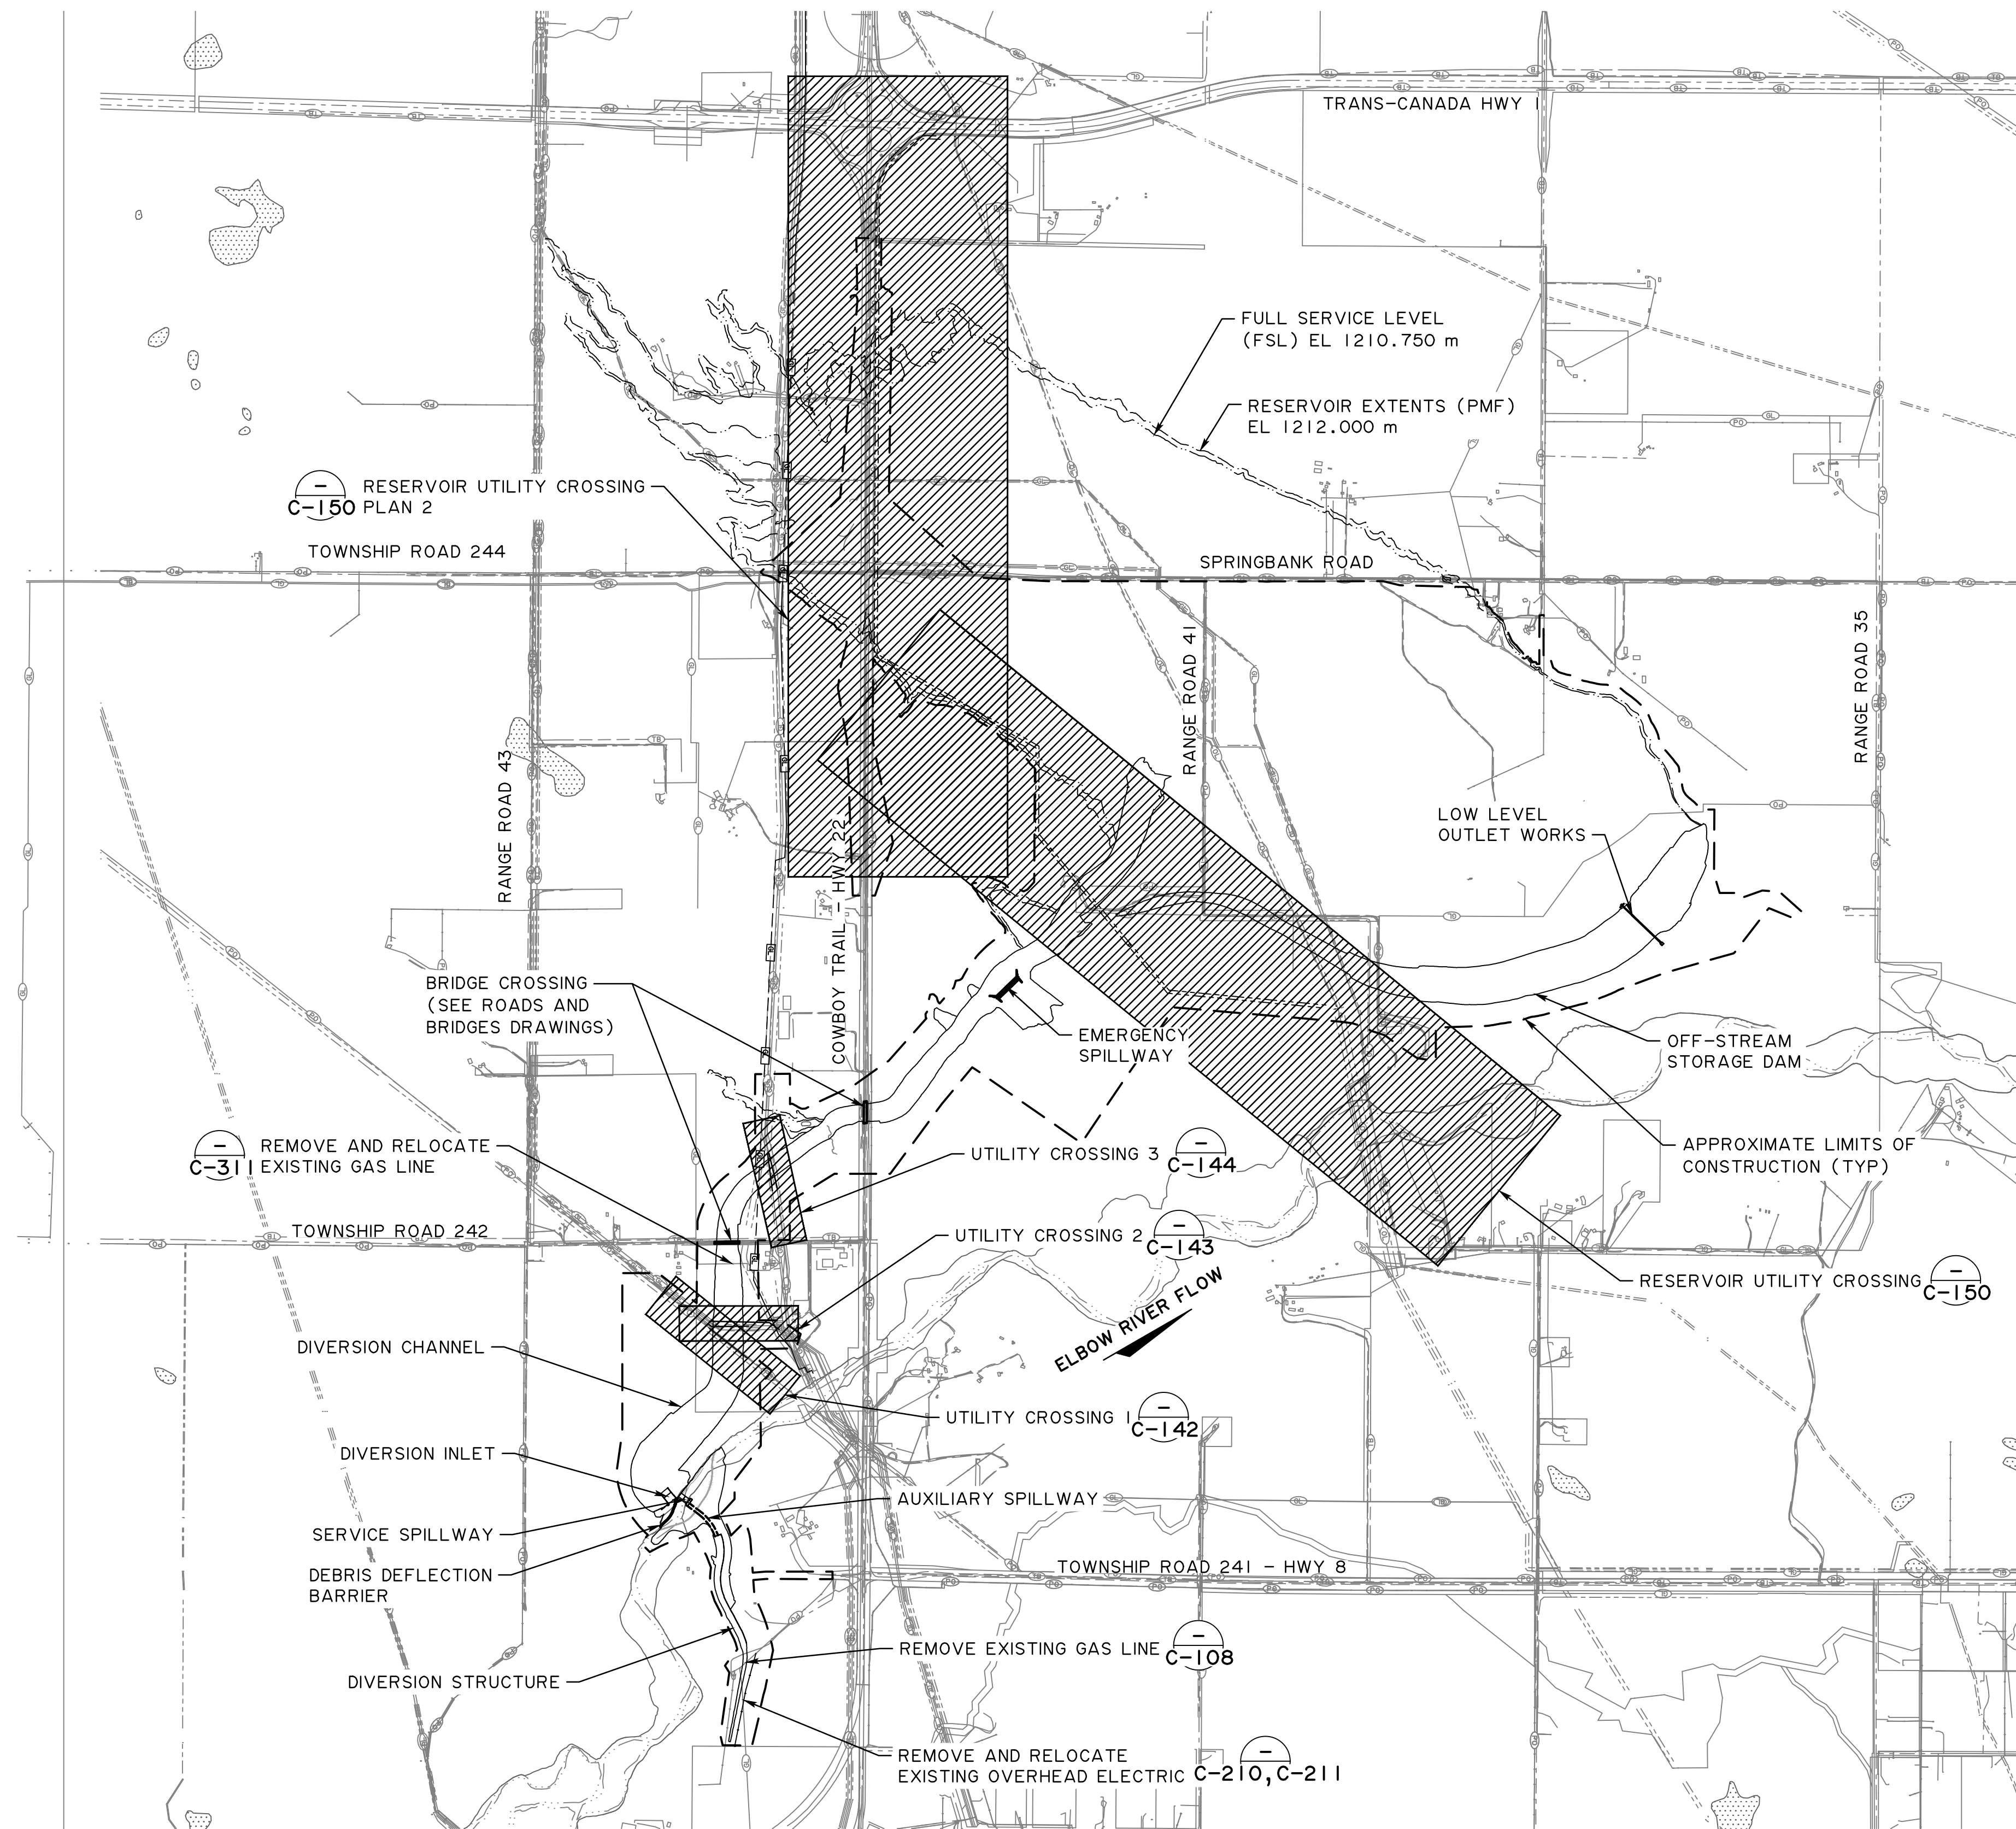 TRANS-CANADA HWY 1
FULL SERVICE LEVEL
(FSL) EL 1210.750 m
RESERVOIR EXTENTS (PMF)
EL 1212.000 m
–
C-150
RESERVOIR UTILITY CROSSING
PLAN 2
TOWNSHIP ROAD 244
SPRINGBANK ROAD
RANGE ROAD 43
COWBOY TRAIL - HWY 22
RANGE ROAD 41
RANGE ROAD 35
LOW LEVEL
OUTLET WORKS
BRIDGE CROSSING
(SEE ROADS AND
BRIDGES DRAWINGS)
EMERGENCY
SPILLWAY
OFF-STREAM
STORAGE DAM
–
C-311
REMOVE AND RELOCATE
EXISTING GAS LINE
UTILITY CROSSING 3
–
C-144
APPROXIMATE LIMITS OF
CONSTRUCTION (TYP)
TOWNSHIP ROAD 242
UTILITY CROSSING 2
–
C-143
RESERVOIR UTILITY CROSSING
–
C-150
ELBOW RIVER FLOW
DIVERSION CHANNEL
UTILITY CROSSING 1
–
C-142
DIVERSION INLET
AUXILIARY SPILLWAY
SERVICE SPILLWAY
DEBRIS DEFLECTION
BARRIER
TOWNSHIP ROAD 241 - HWY 8
REMOVE EXISTING GAS LINE
–
C-108
DIVERSION STRUCTURE
REMOVE AND RELOCATE
EXISTING OVERHEAD ELECTRIC
–
C-210, C-211